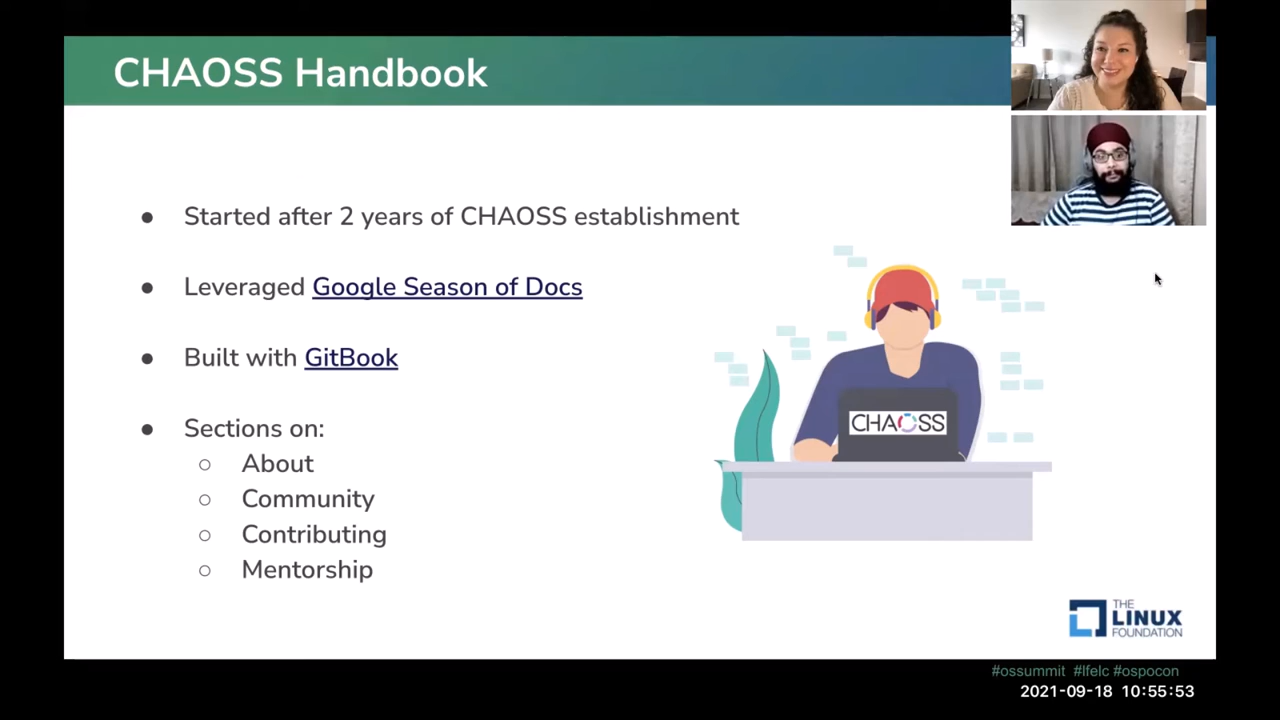 CHAOSS Handbook
● Started after 2 years of CHAOSS establishment
● Leveraged Google Season of Docs
● Built with GitBook
● Sections on:
○ About
○ Community
○ Contributing
○ Mentorship
CHAOSS
THE
LINUX
FOUNDATION
#ossummit #lfelc #ospocon
2021-09-18 10:55:53